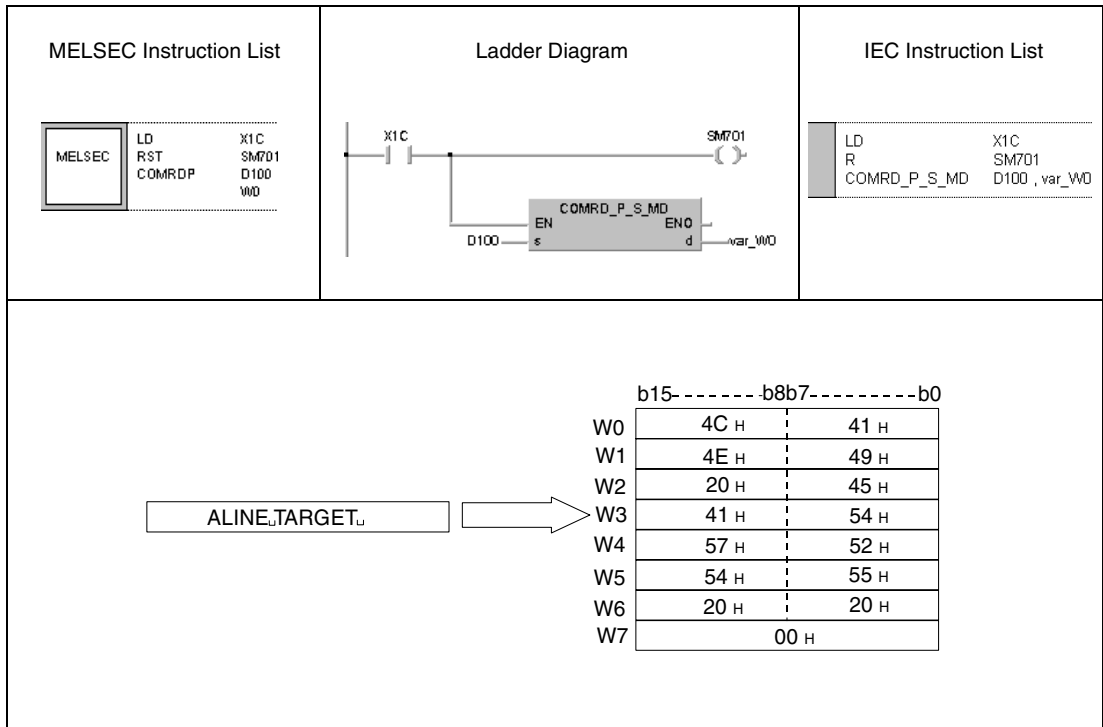 MELSEC Instruction List
Ladder Diagram
IEC Instruction List
MELSEC
LD X1C
RST SM701
COMRDP D100
W0
X1C
SM701
COMRD_P_S_MD
EN ENO
D100 s d var_W0
LD X1C
R SM701
COMRD_P_S_MD D100 , var_W0
b15--------b8b7----------b0
W0 4C H 41 H
W1 4E H 49 H
W2 20 H 45 H
W3 41 H 54 H
W4 57 H 52 H
W5 54 H 55 H
W6 20 H 20 H
W7 00 H
ALINE␣TARGET␣